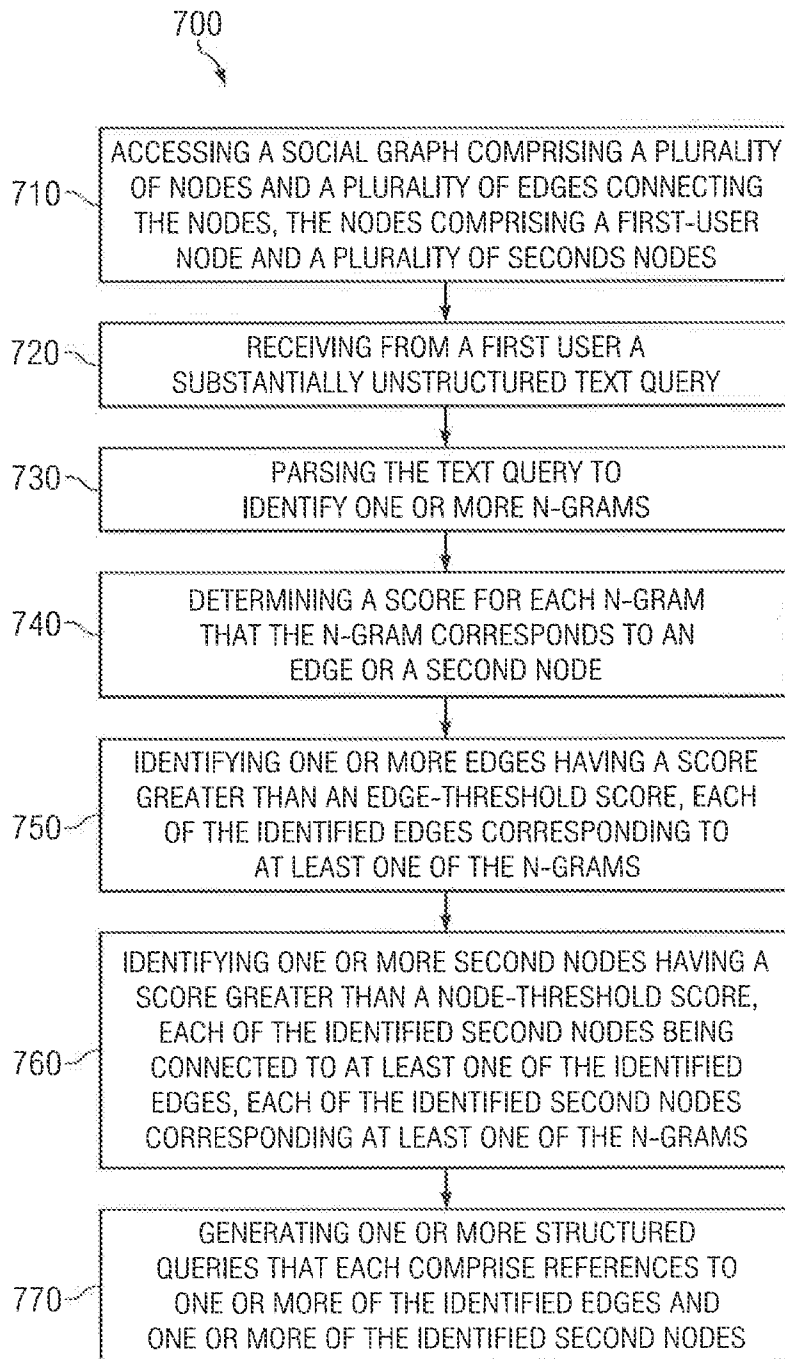 700
710
ACCESSING A SOCIAL GRAPH COMPRISING A PLURALITY
OF NODES AND A PLURALITY OF EDGES CONNECTING
THE NODES, THE NODES COMPRISING A FIRST-USER
NODE AND A PLURALITY OF SECONDS NODES
720
RECEIVING FROM A FIRST USER A
SUBSTANTIALLY UNSTRUCTURED TEXT QUERY
730
PARSING THE TEXT QUERY TO
IDENTIFY ONE OR MORE N-GRAMS
740
DETERMINING A SCORE FOR EACH N-GRAM
THAT THE N-GRAM CORRESPONDS TO AN
EDGE OR A SECOND NODE
750
IDENTIFYING ONE OR MORE EDGES HAVING A SCORE
GREATER THAN AN EDGE-THRESHOLD SCORE, EACH
OF THE IDENTIFIED EDGES CORRESPONDING TO
AT LEAST ONE OF THE N-GRAMS
760
IDENTIFYING ONE OR MORE SECOND NODES HAVING A
SCORE GREATER THAN A NODE-THRESHOLD SCORE,
EACH OF THE IDENTIFIED SECOND NODES BEING
CONNECTED TO AT LEAST ONE OF THE IDENTIFIED
EDGES, EACH OF THE IDENTIFIED SECOND NODES
CORRESPONDING AT LEAST ONE OF THE N-GRAMS
770
GENERATING ONE OR MORE STRUCTURED
QUERIES THAT EACH COMPRISE REFERENCES TO
ONE OR MORE OF THE IDENTIFIED EDGES AND
ONE OR MORE OF THE IDENTIFIED SECOND NODES